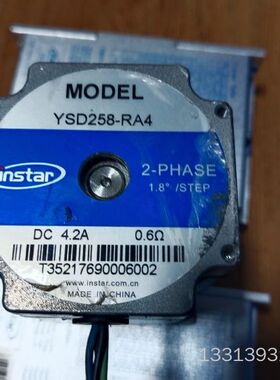 MODEL
YSD258-RA4
instar
2-PHASE
1.8° /STEP
DC 4.2A 0.6Ω
T35217690006002
www.instar.com.cn
MADE IN CHINA
1331393